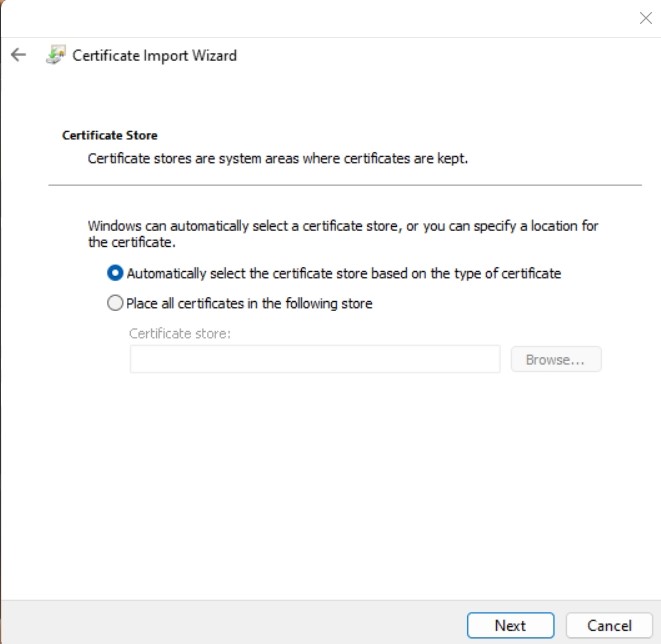 Certificate Import Wizard
Certificate Store
Certificate stores are system areas where certificates are kept.
Windows can automatically select a certificate store, or you can specify a location for
the certificate.
Automatically select the certificate store based on the type of certificate
Place all certificates in the following store
Certificate store:
Browse...
Next
Cancel